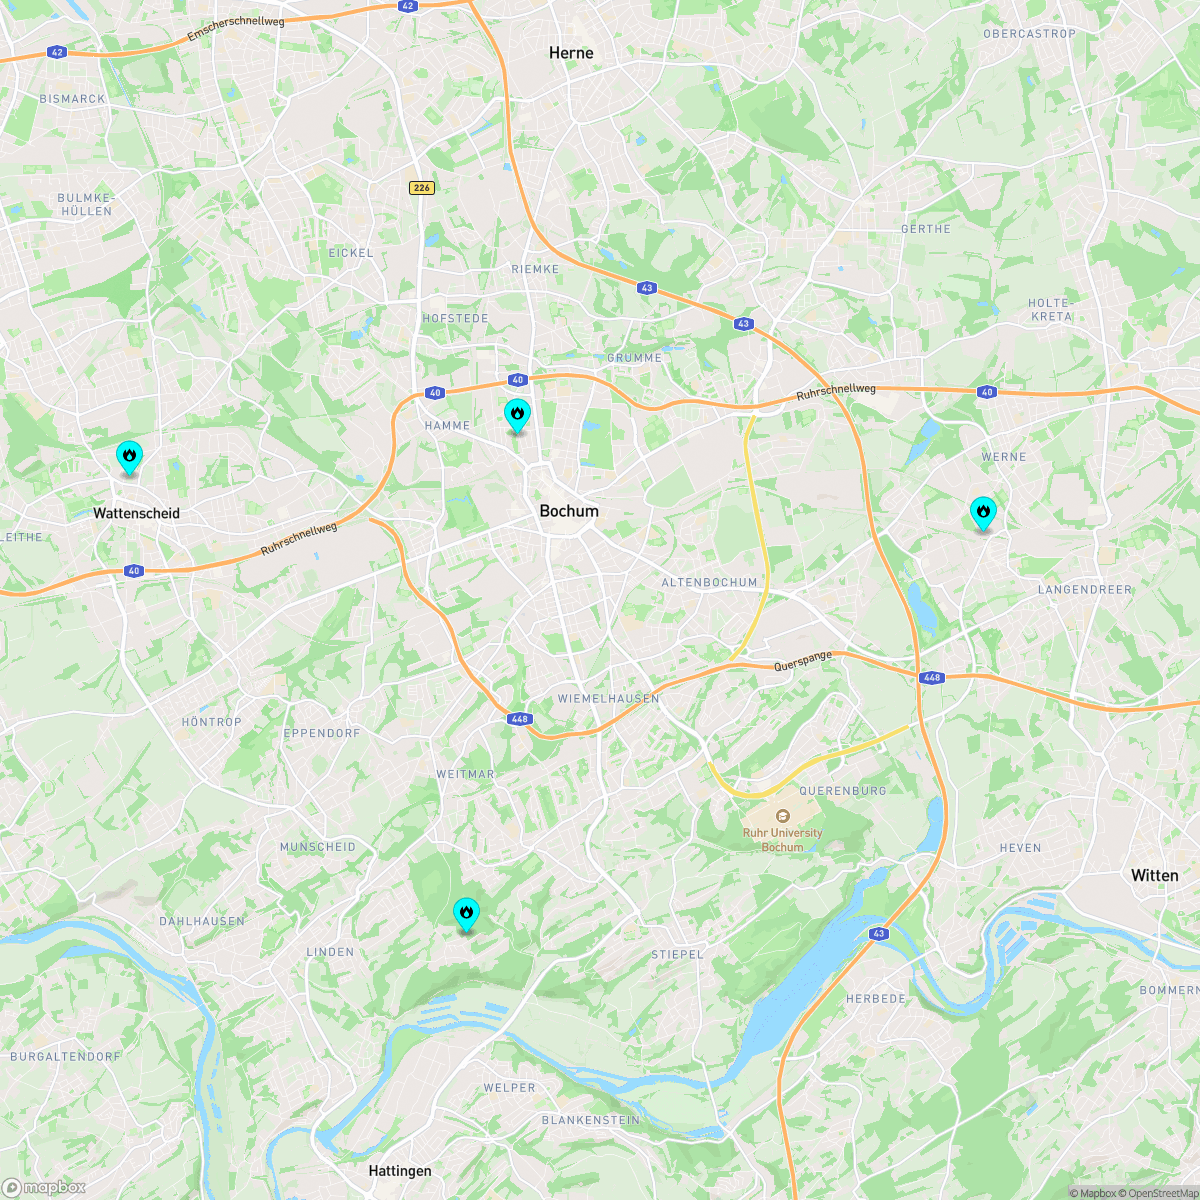 42
Emscherschnellweg
42
Herne
OBERCASTROP
BISMARCK
226
BULMKE-
HÜLLEN
GERTHE
EICKEL
RIEMKE
43
HOLTE-
KRETA
HOFSTEDE
43
GRUMME
40
40
Ruhrschnellweg
40
HAMME
WERNE
Wattenscheid
Bochum
LEITHE
Ruhrschnellweg
40
ALTENBOCHUM
LANGENDREER
Querspange
448
WIEMELHAUSEN
HÖNTROP
448
EPPENDORF
WEITMAR
QUERENBURG
Ruhr University
Bochum
MUNSCHEID
HEVEN
Witten
DAHLHAUSEN
43
LINDEN
STIEPEL
BOMMERN
HERBEDE
BURGALTENDORF
WELPER
BLANKENSTEIN
Hattingen
mapbox
© Mapbox © OpenStreetMap